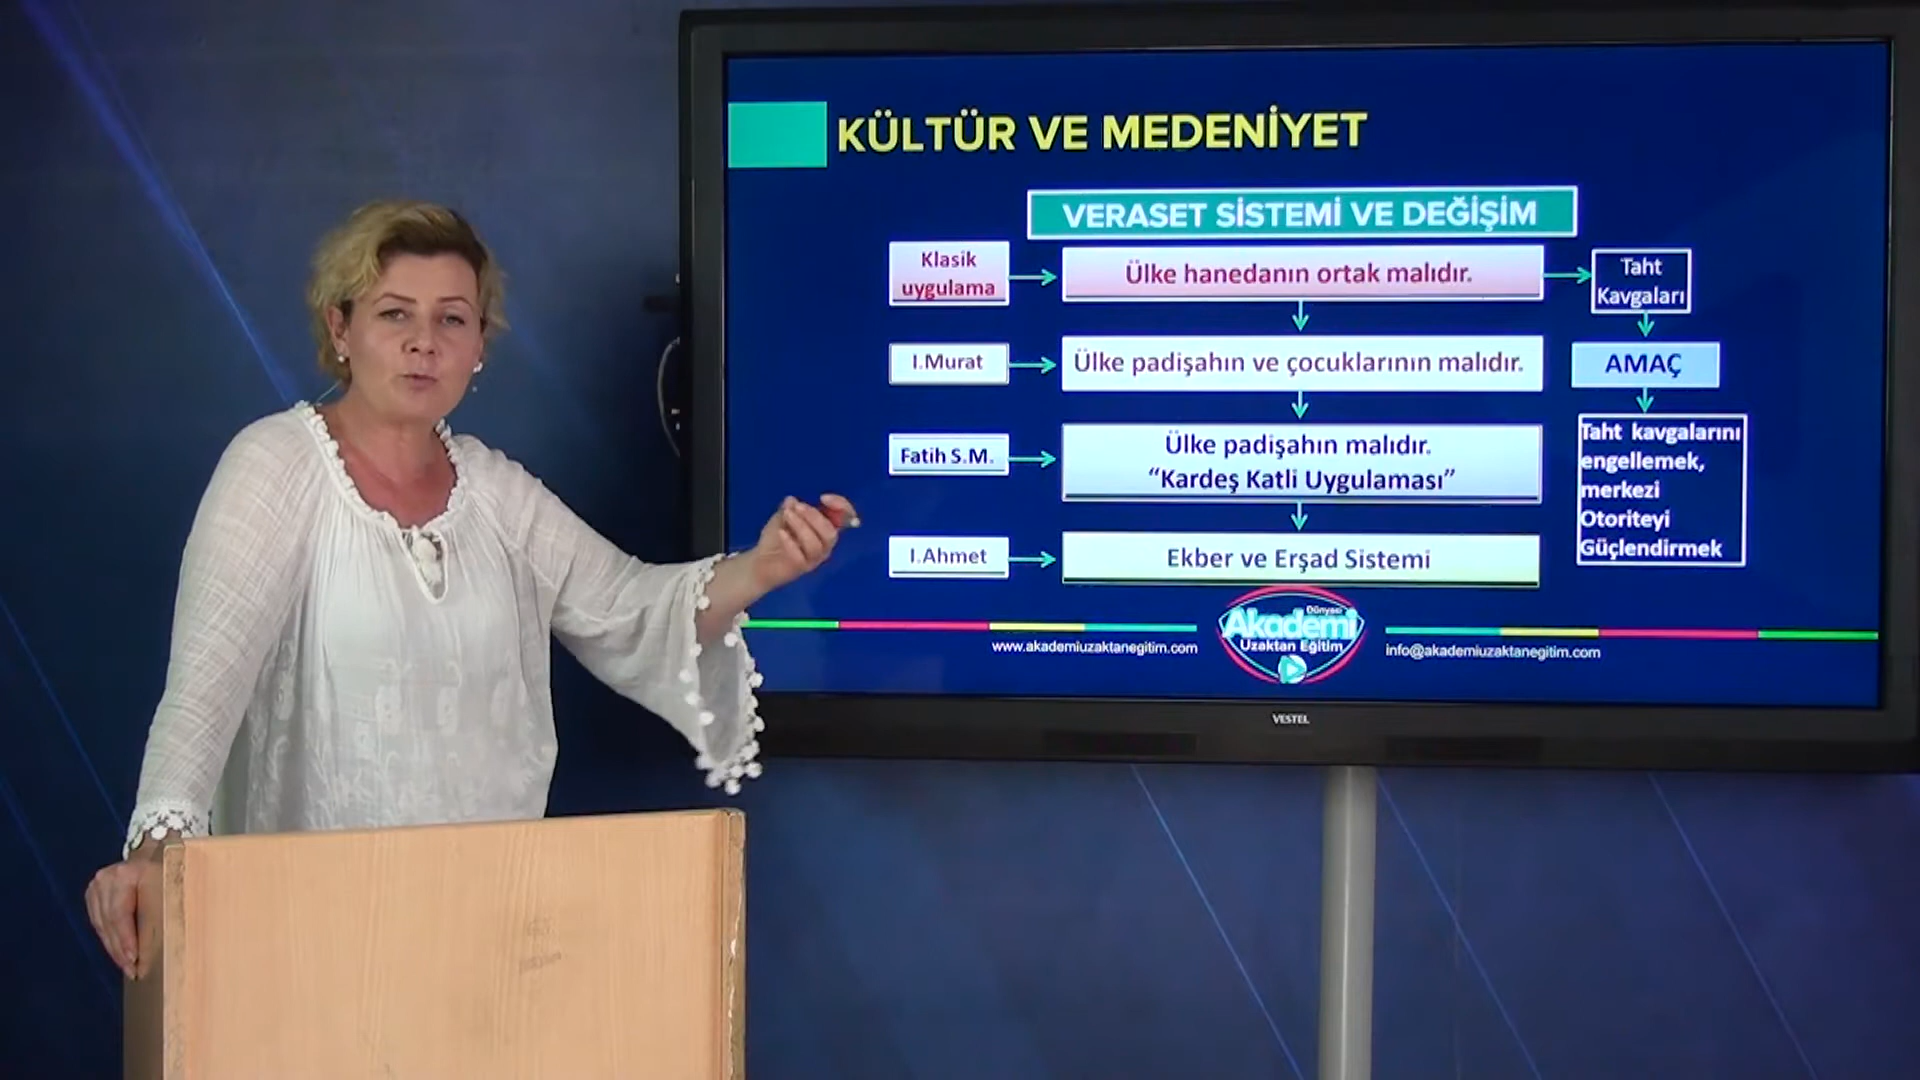 KÜLTÜR VE MEDENİYET
VERASET SİSTEMİ VE DEĞİŞİM
Klasik
uygulama
Ülke hanedanın ortak malıdır.
Taht
Kavgaları
I.Murat
Ülke padişahın ve çocuklarının malıdır.
AMAÇ
Fatih S.M.
Ülke padişahın malıdır.
“Kardeş Katli Uygulaması”
Taht kavgalarını
engellemek,
merkezi
Otoriteyi
Güçlendirmek
I.Ahmet
Ekber ve Erşad Sistemi
www.akademiuzaktanegitim.com
Dünyası
Akademi
Uzaktan Eğitim
info@akademiuzaktanegitim.com
VESTEL